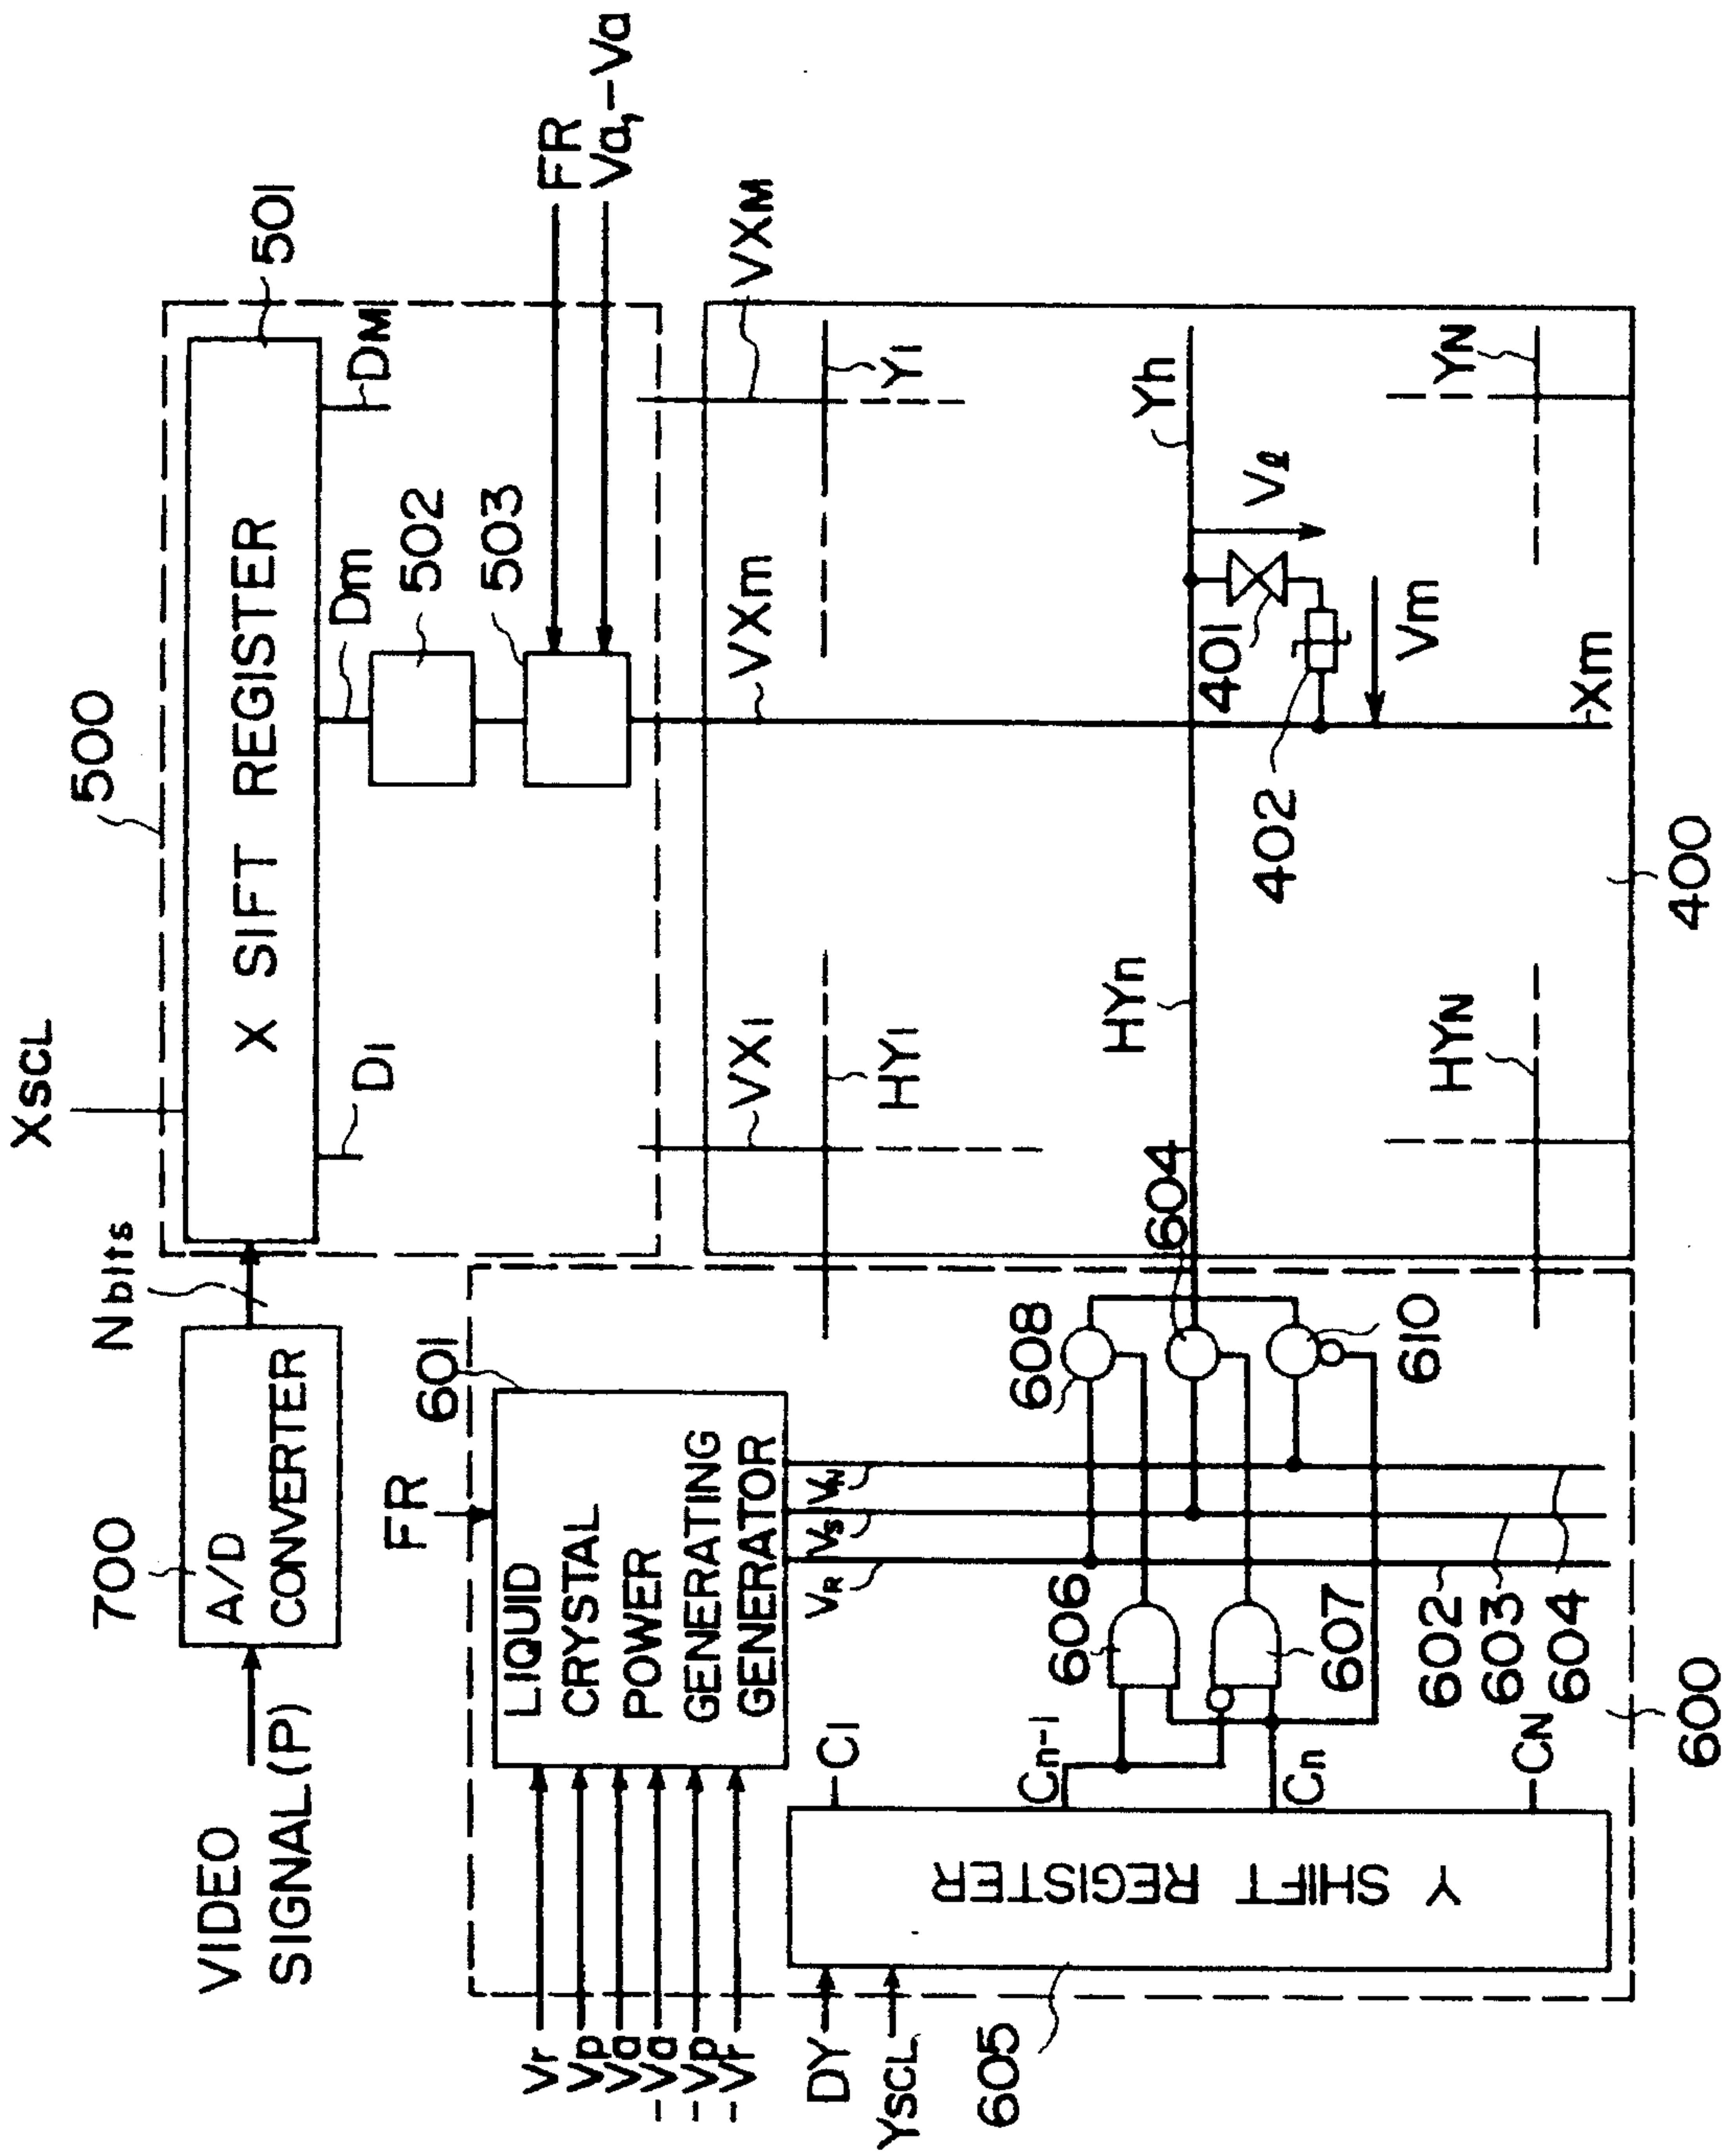 XSCL
500
501
X SIFT REGISTER
D1
Dm
DM
502
503
FR
Va, -Va
Nbits
700
A/D
CONVERTER
VIDEO
SIGNAL(P)
FR
601
LIQUID
CRYSTAL
POWER
GENERATING
GENERATOR
Vr
Vp
Va
-Va
-Vp
-Vr
VR
VS
VN
VX1
VXm
VXM
HY1
Y1
HYn
Yh
HYN
YN
401
402
Vℓ
Vm
Xm
400
608
604
610
606
607
602
603
604
600
C1
Cn-1
Cn
CN
Y SHIFT REGISTER
DY
YSCL
605